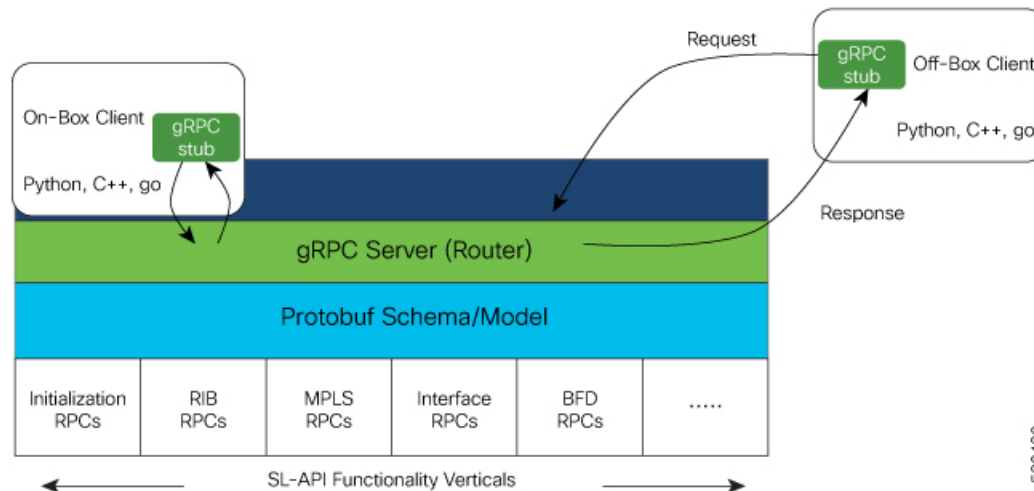 Request
gRPC
stub
Off-Box Client
Python, C++, go
On-Box Client
gRPC
stub
Python, C++, go
Response
gRPC Server (Router)
Protobuf Schema/Model
Initialization
RPCs
RIB
RPCs
MPLS
RPCs
Interface
RPCs
BFD
RPCs
.....
SL-API Functionality Verticals